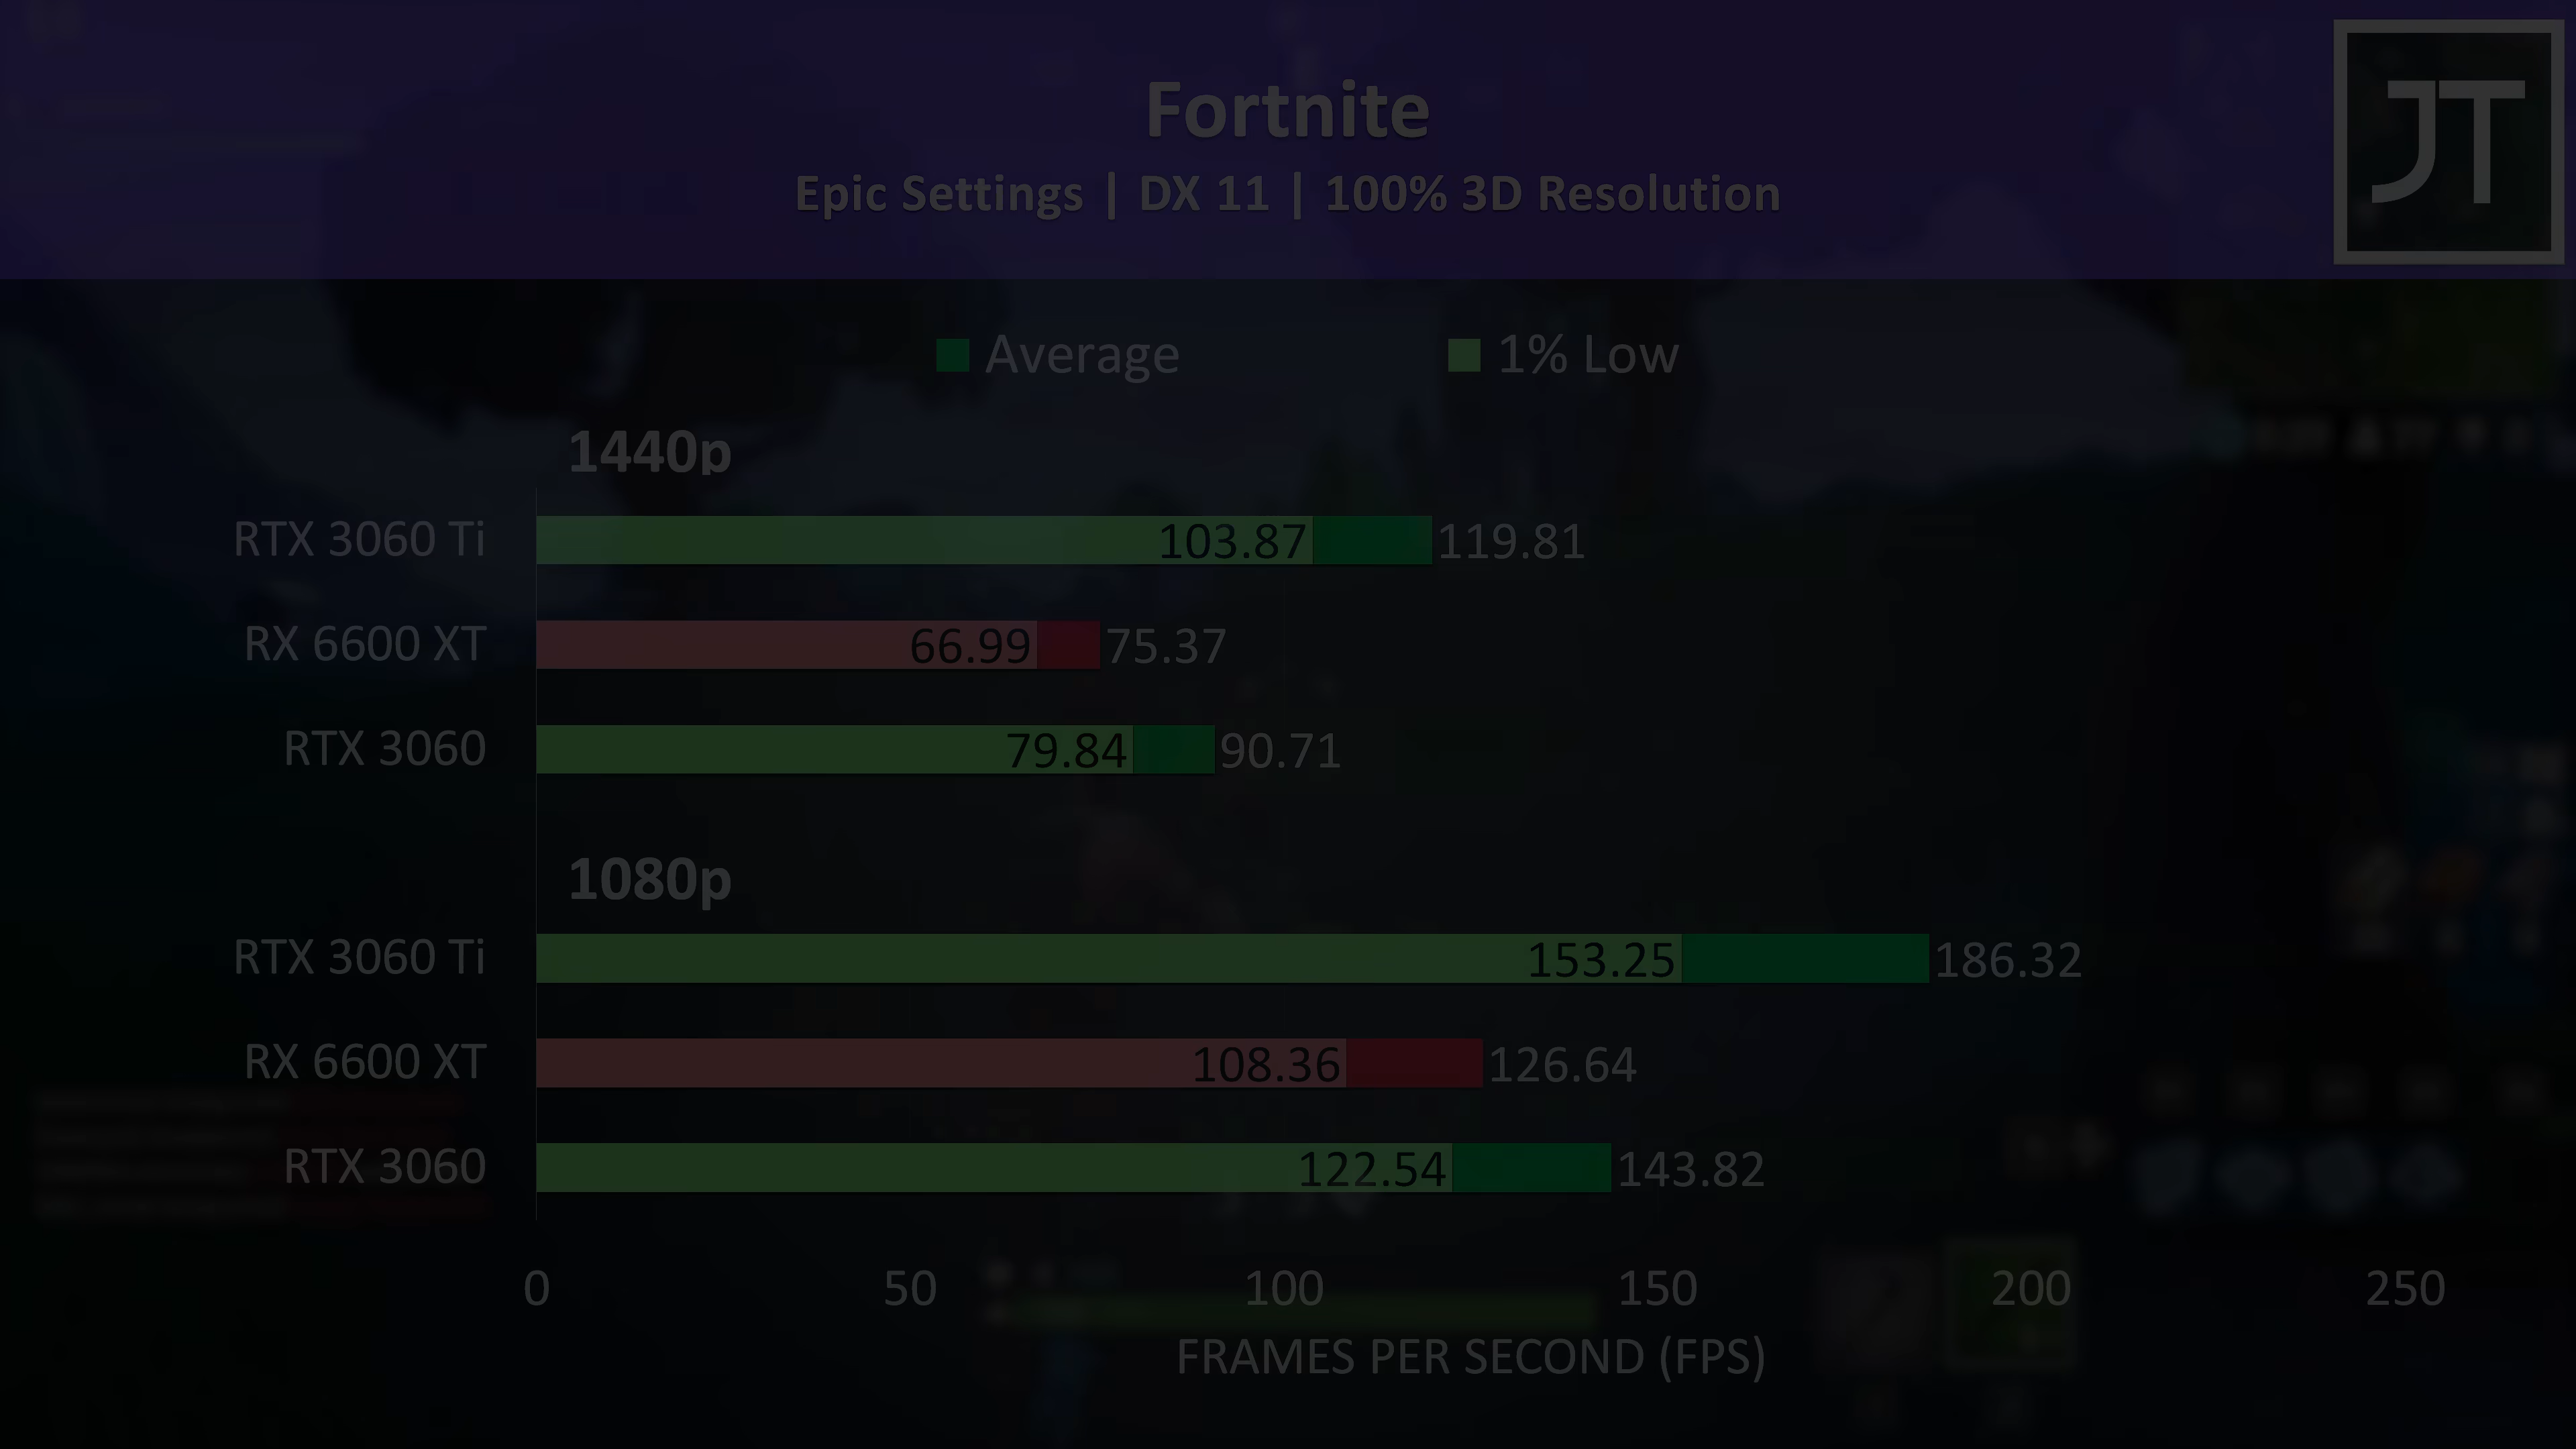 Fortnite
JT
Epic Settings | DX 11 | 100% 3D Resolution
Average 1% Low
1440p
RTX 3060 Ti 103.87 119.81
RX 6600 XT 66.99 75.37
RTX 3060 79.84 90.71
1080p
RTX 3060 Ti 153.25 186.32
RX 6600 XT 108.36 126.64
RTX 3060 122.54 143.82
0 50 100 150 200 250
FRAMES PER SECOND (FPS)